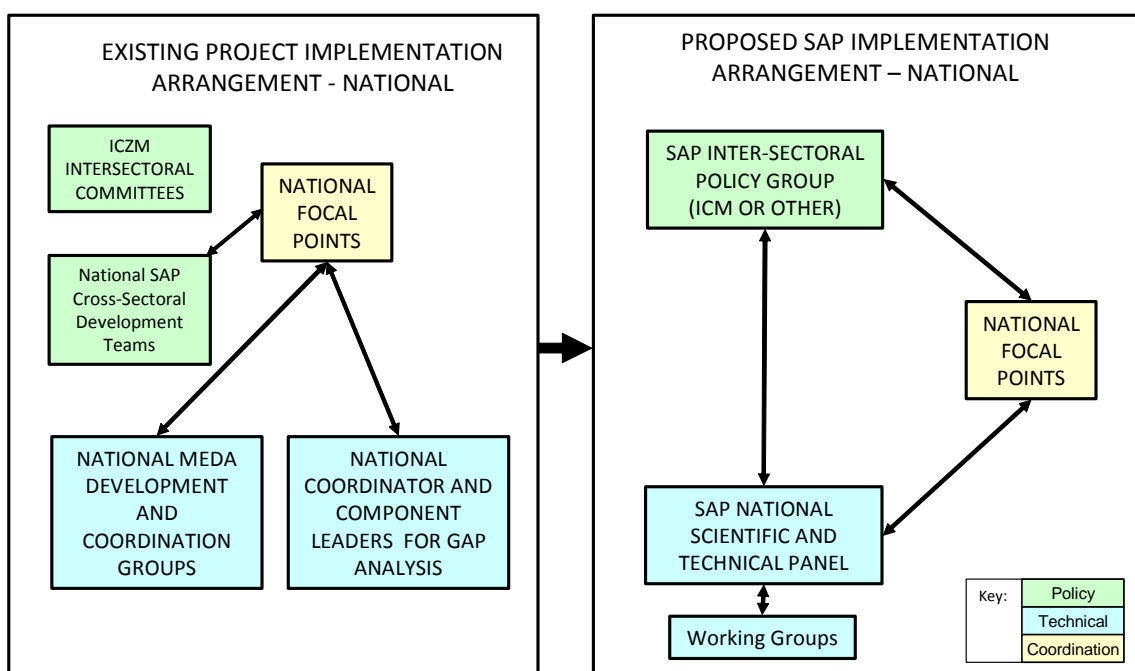 EXISTING PROJECT IMPLEMENTATION
ARRANGEMENT - NATIONAL
ICZM
INTERSECTORAL
COMMITTEES
NATIONAL
FOCAL
POINTS
National SAP
Cross-Sectoral
Development
Teams
NATIONAL MEDA
DEVELOPMENT
AND
COORDINATION
GROUPS
NATIONAL
COORDINATOR AND
COMPONENT
LEADERS FOR GAP
ANALYSIS
PROPOSED SAP IMPLEMENTATION
ARRANGEMENT – NATIONAL
SAP INTER-SECTORAL
POLICY GROUP
(ICM OR OTHER)
NATIONAL
FOCAL
POINTS
SAP NATIONAL
SCIENTIFIC AND
TECHNICAL PANEL
Working Groups
Key:
Policy
Technical
Coordination